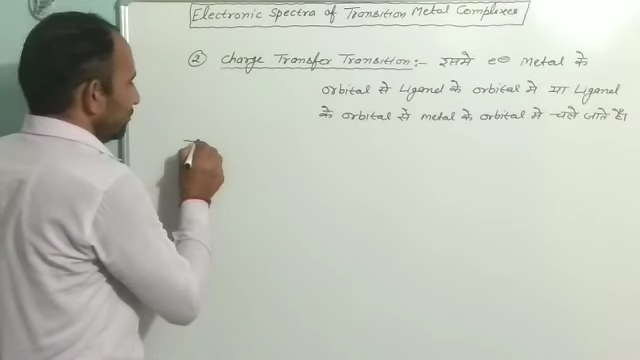 Electronic Spectra of Transition Metal Complexes
② Charge Transfer Transition:- इसमे e⊖ Metal के
orbital से Ligand के orbital मे या Ligand
के orbital से metal के orbital मे चले जाते हैं।